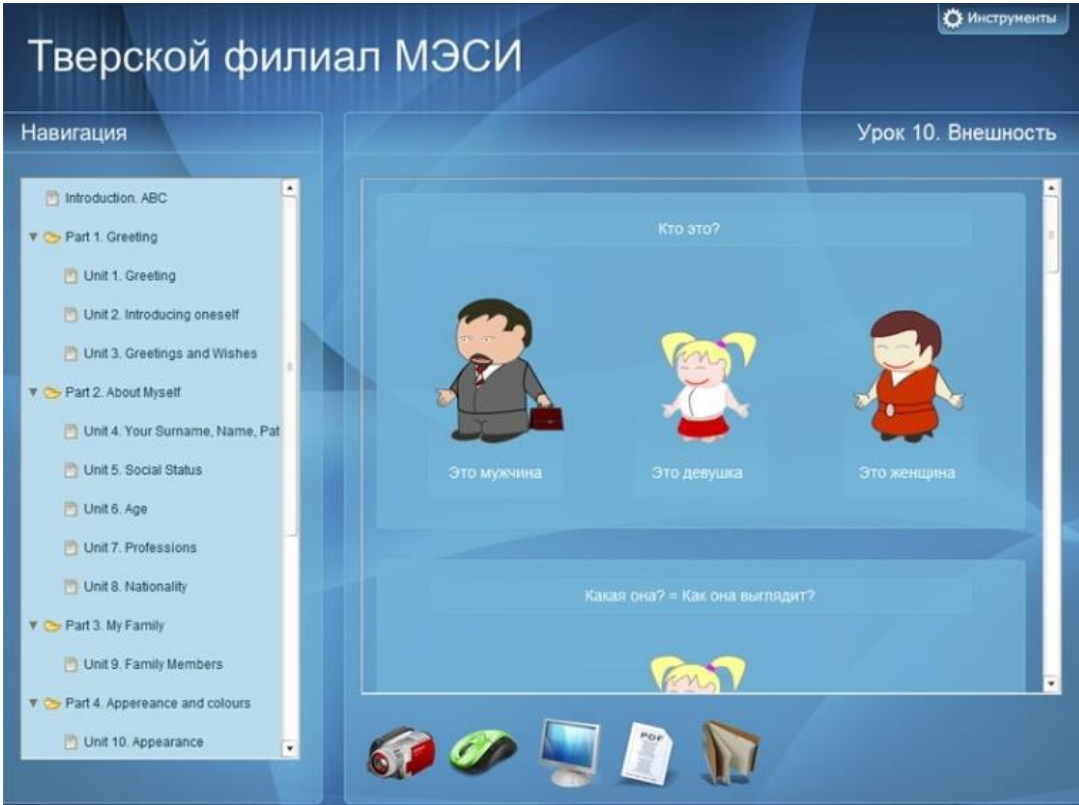 Инструменты
Тверской филиал МЭСИ
Навигация
Урок 10. Внешность
Introduction. ABC
Part 1. Greeting
Unit 1. Greeting
Unit 2. Introducing oneself
Unit 3. Greetings and Wishes
Part 2. About Myself
Unit 4. Your Surname, Name, Pat
Unit 5. Social Status
Unit 6. Age
Unit 7. Professions
Unit 8. Nationality
Part 3. My Family
Unit 9. Family Members
Part 4. Appereance and colours
Unit 10. Appearance
Кто это?
Это мужчина
Это девушка
Это женщина
Какая она? = Как она выглядит?
PDF